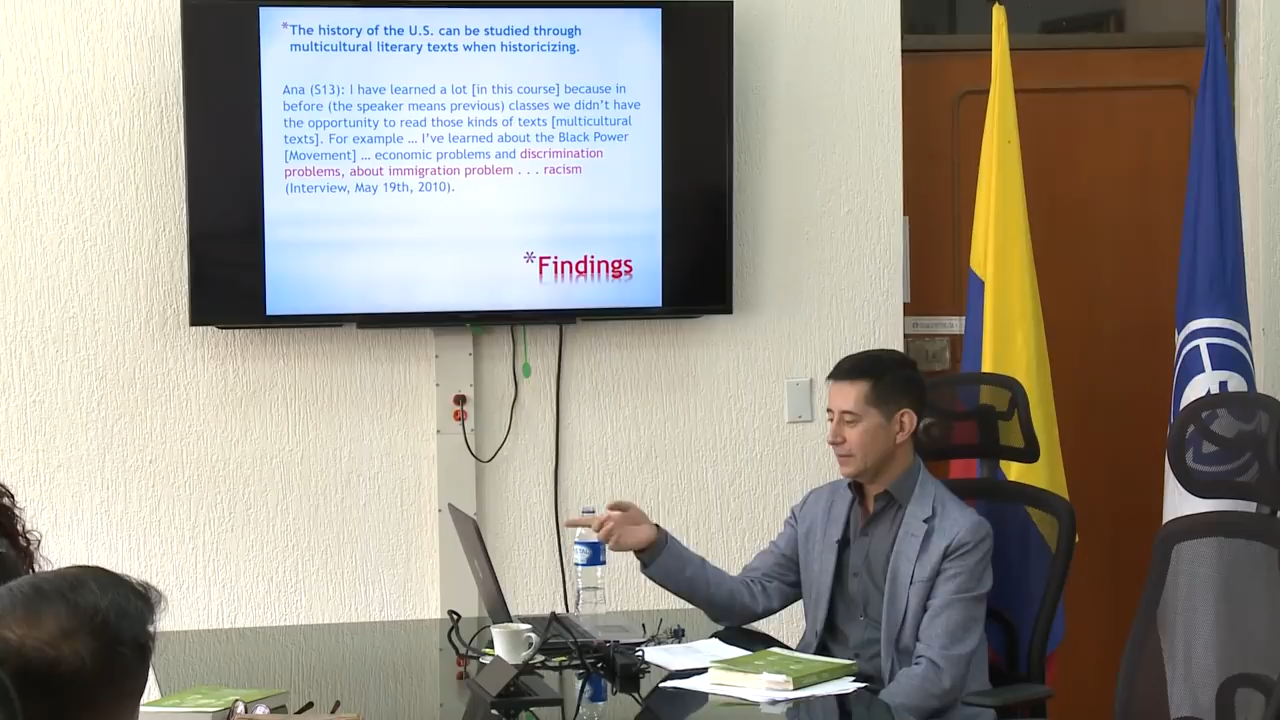 *The history of the U.S. can be studied through
multicultural literary texts when historicizing.
Ana (S13): I have learned a lot [in this course] because in
before (the speaker means previous) classes we didn't have
the opportunity to read those kinds of texts [multicultural
texts]. For example … I've learned about the Black Power
[Movement] … economic problems and discrimination
problems, about immigration problem . . . racism
(Interview, May 19th, 2010).
*Findings